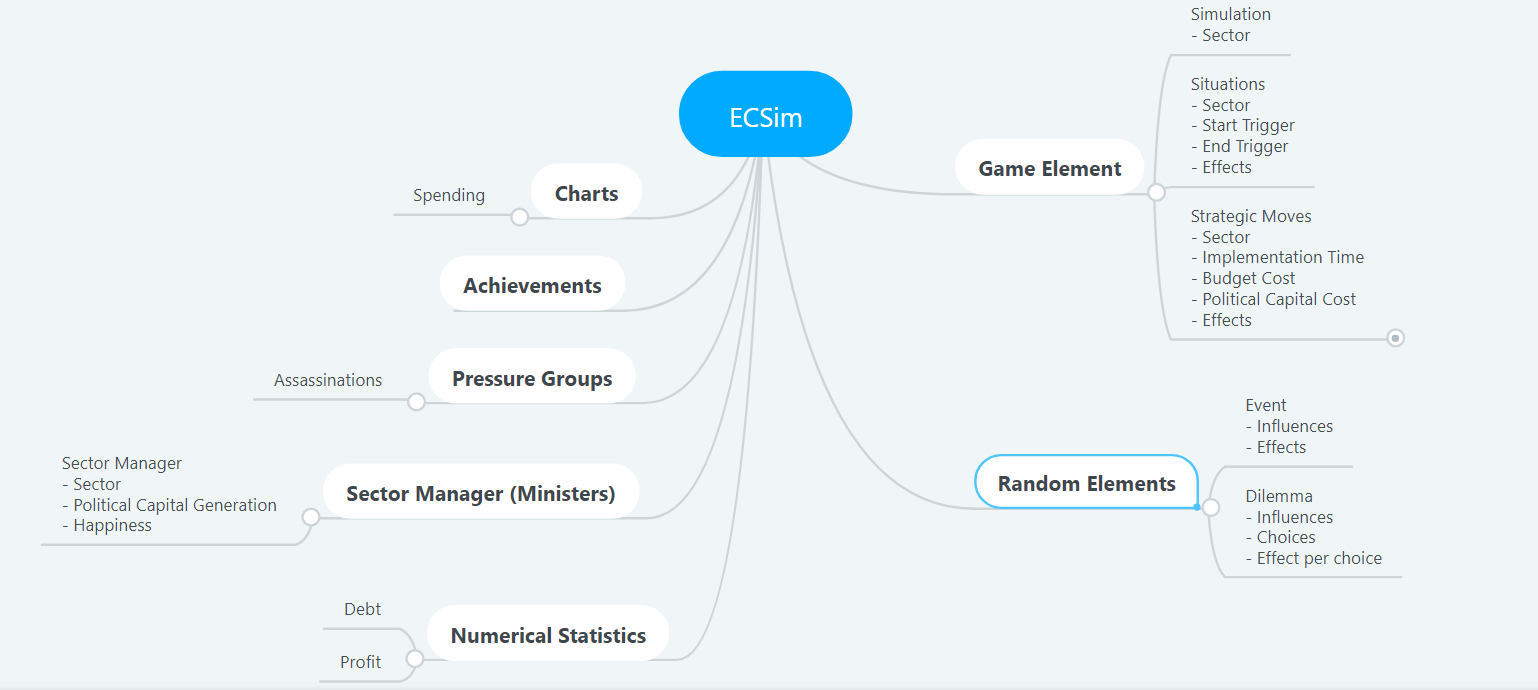 ECSim
Charts
Spending
Achievements
Pressure Groups
Assassinations
Sector Manager (Ministers)
Sector Manager
- Sector
- Political Capital Generation
- Happiness
Numerical Statistics
Debt
Profit
Game Element
Simulation
- Sector
Situations
- Sector
- Start Trigger
- End Trigger
- Effects
Strategic Moves
- Sector
- Implementation Time
- Budget Cost
- Political Capital Cost
- Effects
Random Elements
Event
- Influences
- Effects
Dilemma
- Influences
- Choices
- Effect per choice